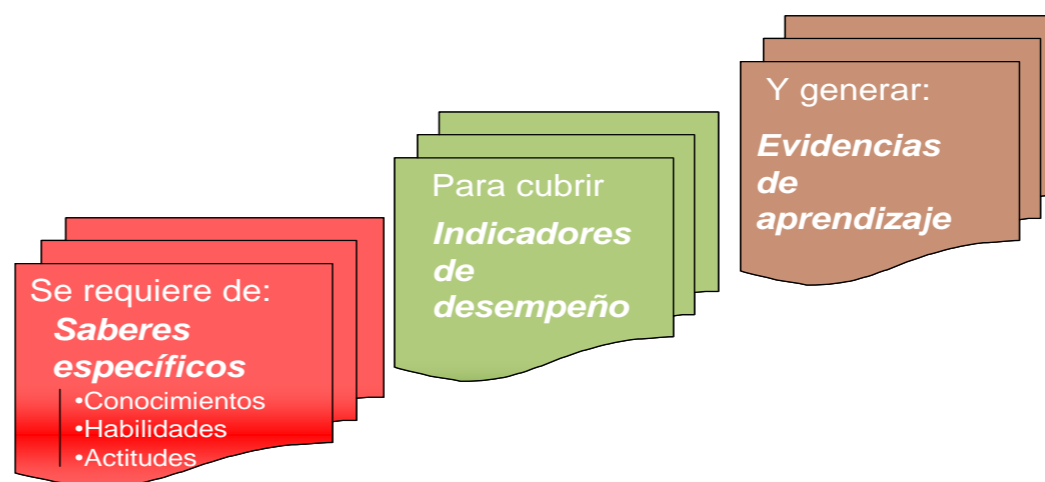 Se requiere de:
Saberes
específicos
•Conocimientos
•Habilidades
•Actitudes
Para cubrir
Indicadores
de
desempeño
Y generar:
Evidencias
de
aprendizaje